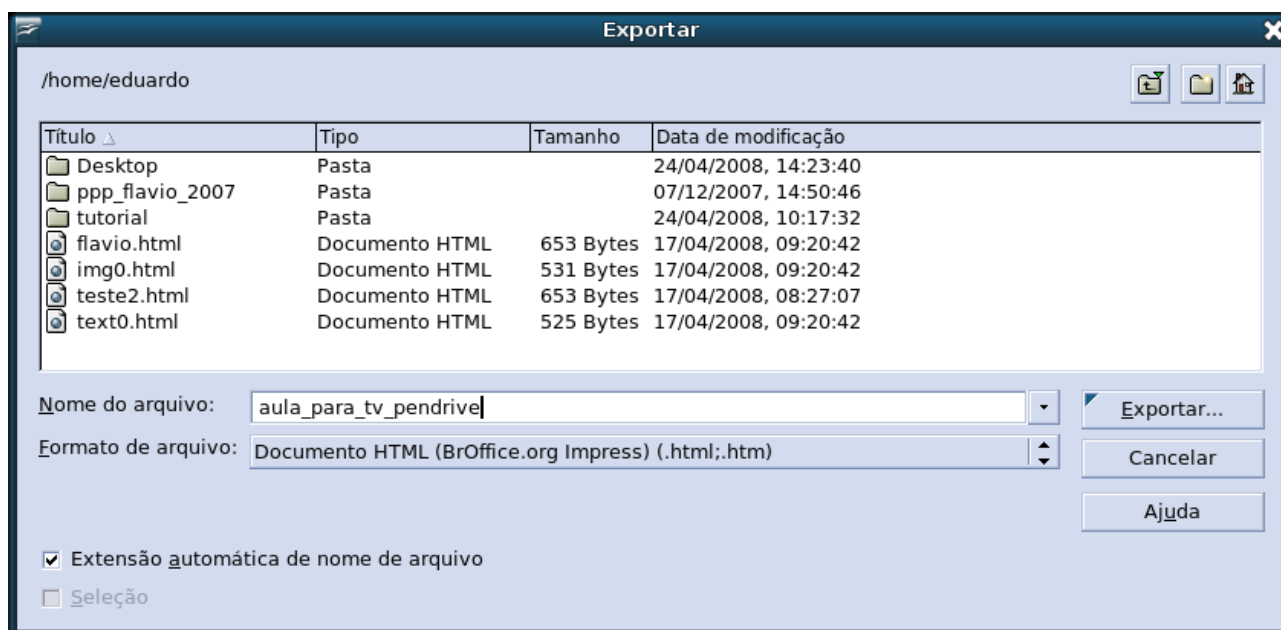 Exportar
/home/eduardo
Título Tipo Tamanho Data de modificação
Desktop Pasta 24/04/2008, 14:23:40
ppp_flavio_2007 Pasta 07/12/2007, 14:50:46
tutorial Pasta 24/04/2008, 10:17:32
flavio.html Documento HTML 653 Bytes 17/04/2008, 09:20:42
img0.html Documento HTML 531 Bytes 17/04/2008, 09:20:42
teste2.html Documento HTML 653 Bytes 17/04/2008, 08:27:07
text0.html Documento HTML 525 Bytes 17/04/2008, 09:20:42
Nome do arquivo: aula_para_tv_pendrive Exportar...
Formato de arquivo: Documento HTML (BrOffice.org Impress) (.html;.htm) Cancelar
Ajuda
Extensão automática de nome de arquivo
Seleção